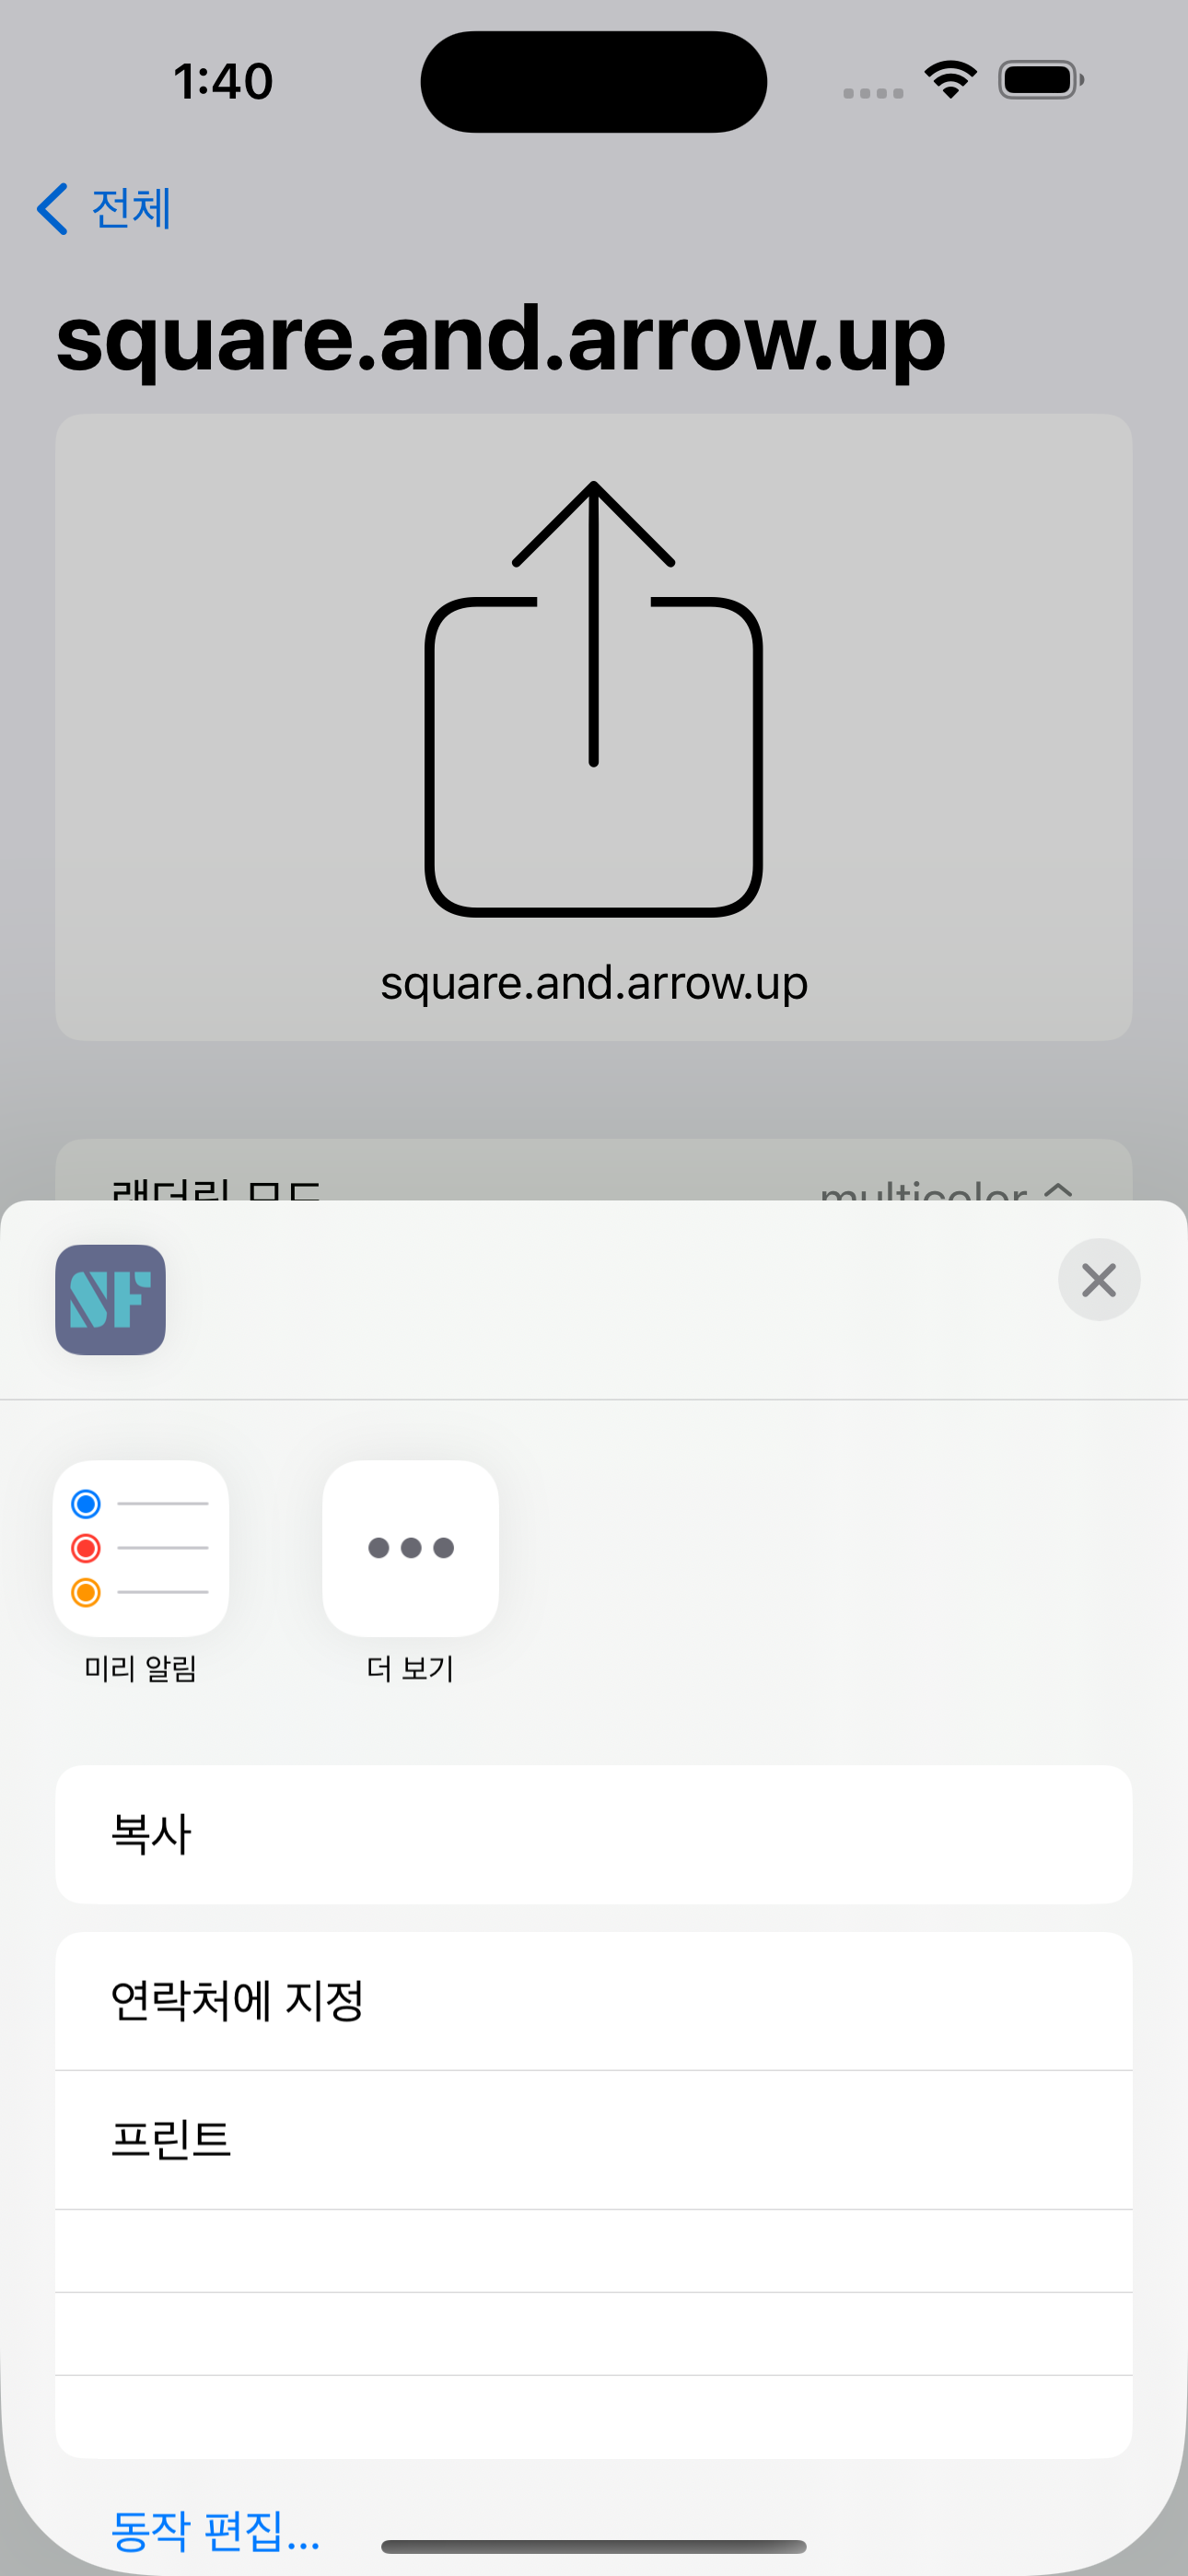 1:40
전체
square.and.arrow.up
square.and.arrow.up
랜더링 모드
multicolor
SF
미리 알림
더 보기
복사
연락처에 지정
프린트
동작 편집...